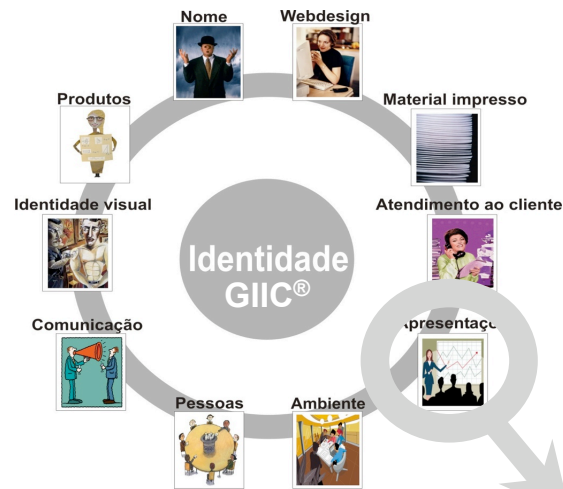 Nome
Webdesign
Produtos
Material impresso
Identidade visual
Atendimento ao cliente
Identidade
GIIC®
Comunicação
Pessoas
Ambiente